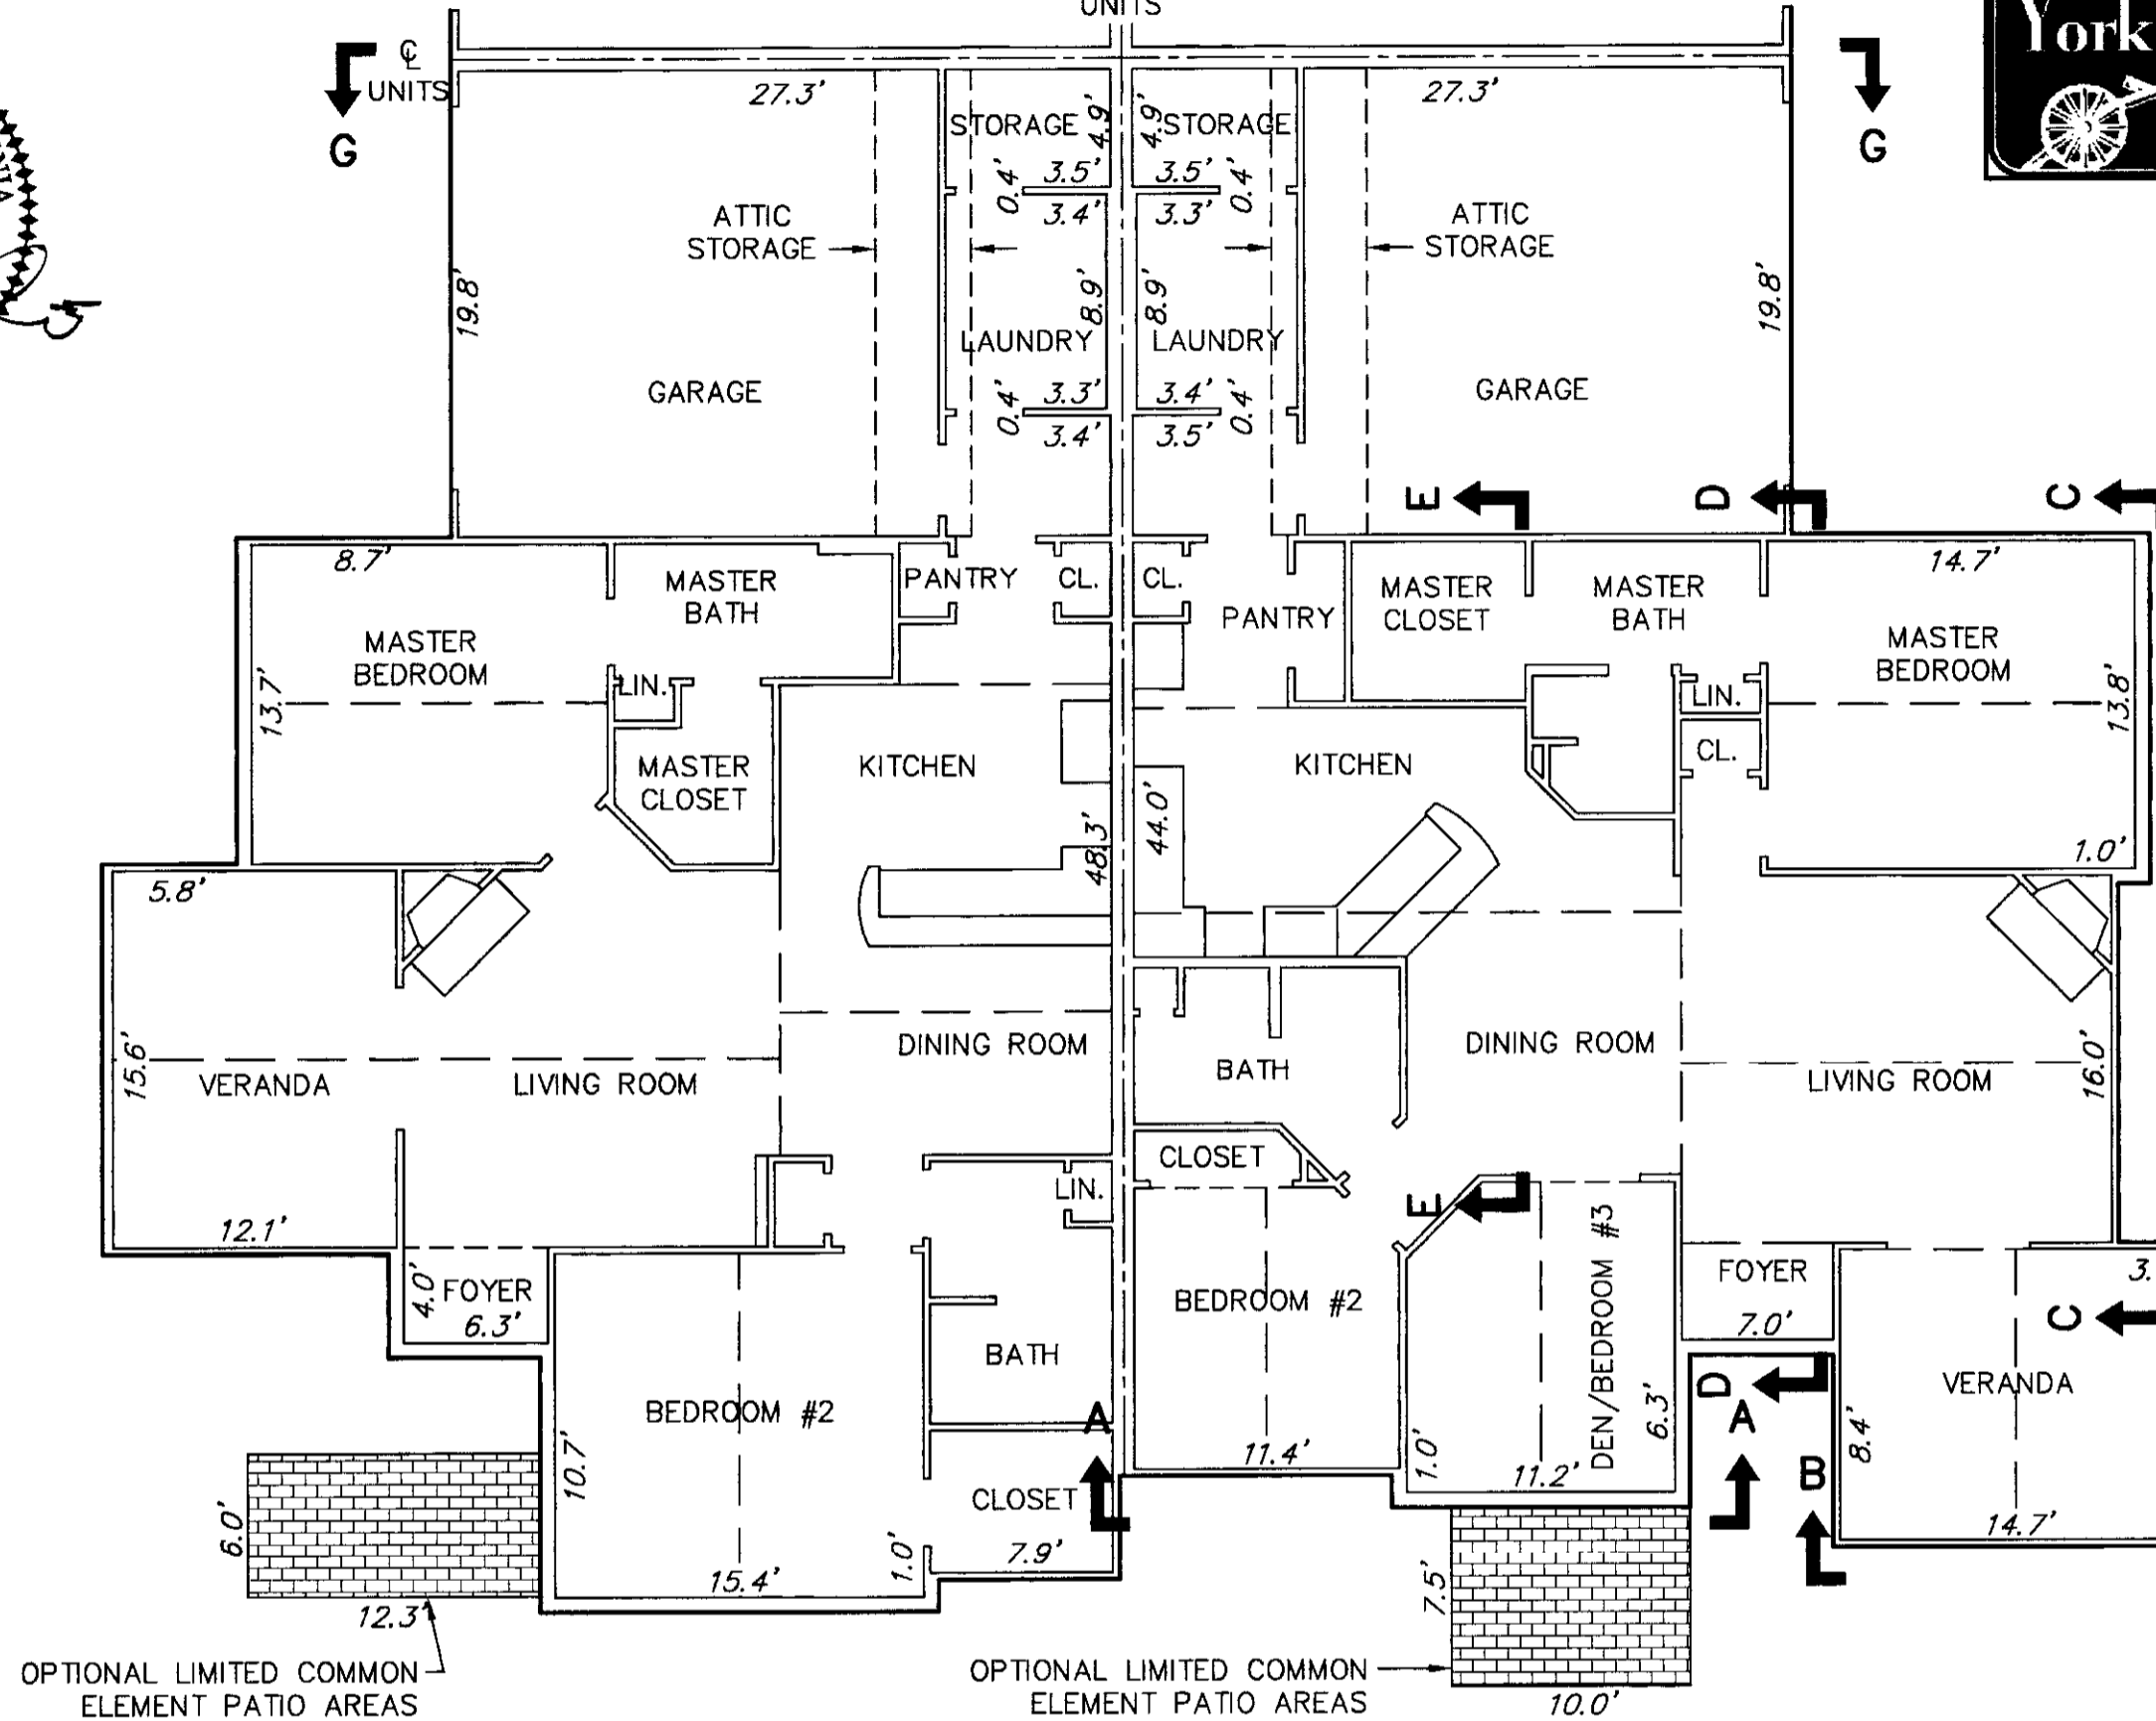 UNITS
York
℄
UNITS
G
27.3'
STORAGE
4.9'
4.9'
STORAGE
27.3'
G
3.5'
0.4'
3.4'
3.5'
0.4'
3.3'
ATTIC
STORAGE
ATTIC
STORAGE
19.8'
8.9'
8.9'
19.8'
LAUNDRY
LAUNDRY
GARAGE
GARAGE
3.3'
0.4'
3.4'
3.4'
0.4'
3.5'
E
D
C
8.7'
MASTER
BATH
PANTRY
CL.
CL.
PANTRY
MASTER
CLOSET
MASTER
BATH
14.7'
MASTER
BEDROOM
MASTER
BEDROOM
13.7'
LIN.
LIN.
13.8'
MASTER
CLOSET
KITCHEN
KITCHEN
CL.
48.3'
44.0'
1.0'
5.8'
15.6'
VERANDA
LIVING ROOM
DINING ROOM
BATH
DINING ROOM
LIVING ROOM
16.0'
CLOSET
LIN.
E
12.1'
4.0'
FOYER
6.3'
BEDROOM #2
DEN/BEDROOM #3
FOYER
7.0'
3.
C
BATH
D
A
VERANDA
BEDROOM #2
A
10.7'
11.4'
1.0'
11.2'
6.3'
B
8.4'
CLOSET
14.7'
6.0'
15.4'
1.0'
7.9'
12.3'
7.5'
OPTIONAL LIMITED COMMON
ELEMENT PATIO AREAS
OPTIONAL LIMITED COMMON
ELEMENT PATIO AREAS
10.0'